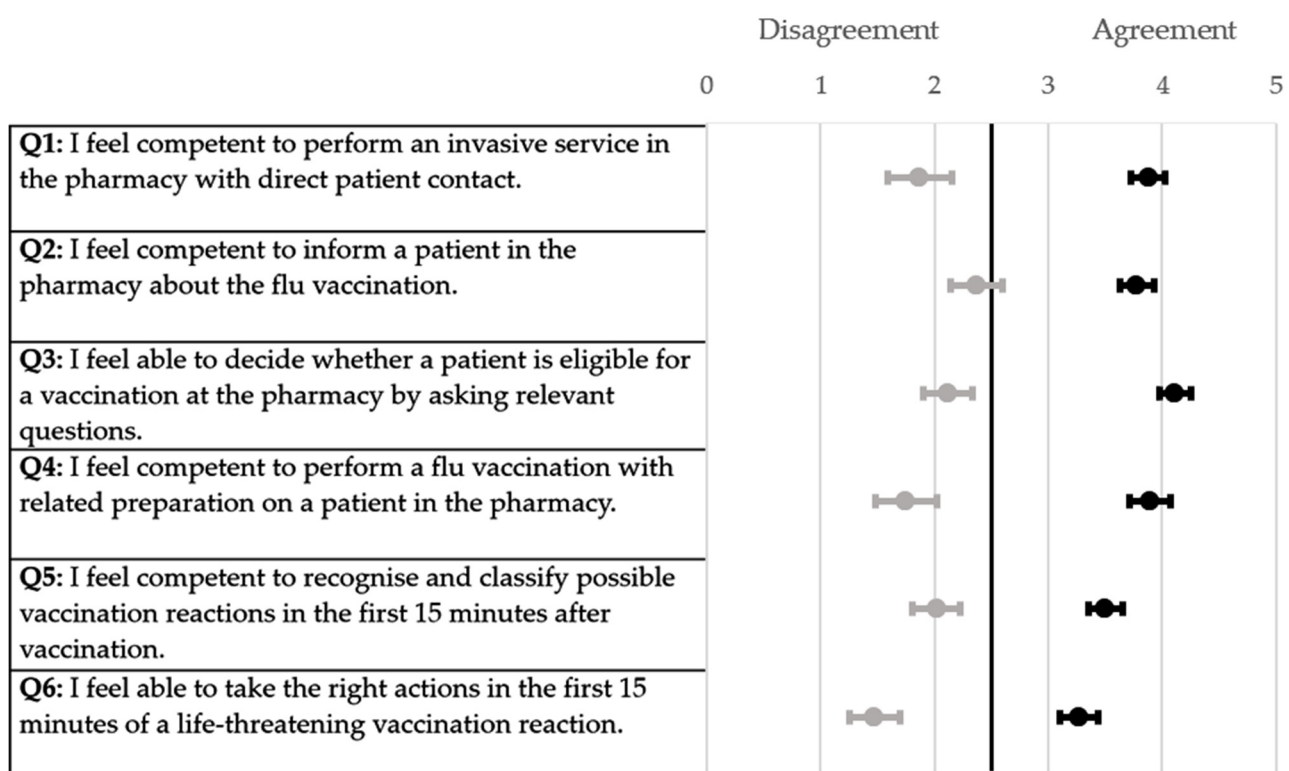 Disagreement Agreement
0 1 2 3 4 5
Q1: I feel competent to perform an invasive service in
the pharmacy with direct patient contact.
Q2: I feel competent to inform a patient in the
pharmacy about the flu vaccination.
Q3: I feel able to decide whether a patient is eligible for
a vaccination at the pharmacy by asking relevant
questions.
Q4: I feel competent to perform a flu vaccination with
related preparation on a patient in the pharmacy.
Q5: I feel competent to recognise and classify possible
vaccination reactions in the first 15 minutes after
vaccination.
Q6: I feel able to take the right actions in the first 15
minutes of a life-threatening vaccination reaction.